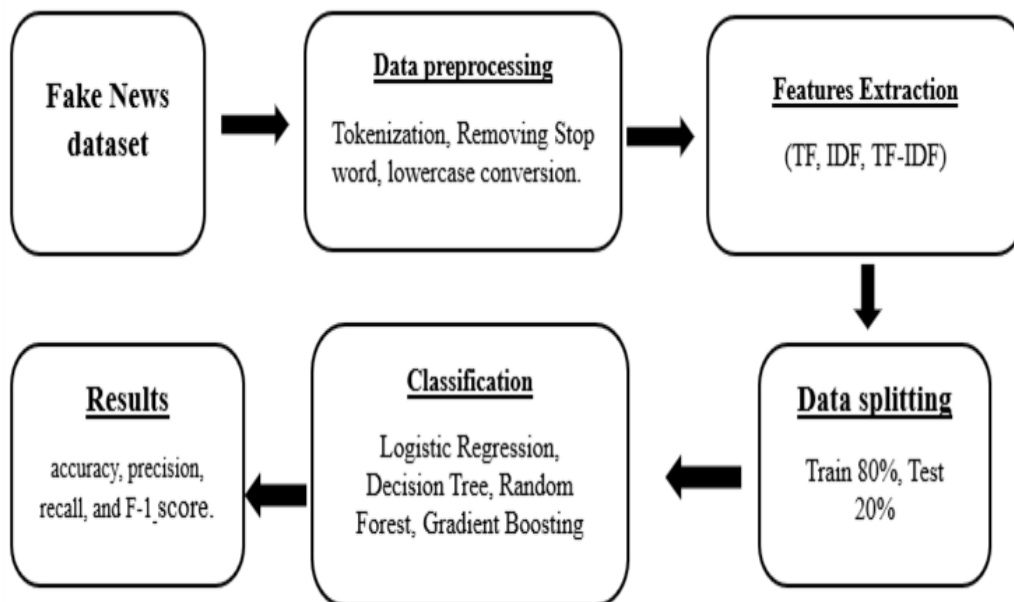 Fake News
dataset
Data preprocessing
Tokenization, Removing Stop
word, lowercase conversion.
Features Extraction
(TF, IDF, TF-IDF)
Data splitting
Train 80%, Test
20%
Classification
Logistic Regression,
Decision Tree, Random
Forest, Gradient Boosting
Results
accuracy, precision,
recall, and F-1 score.